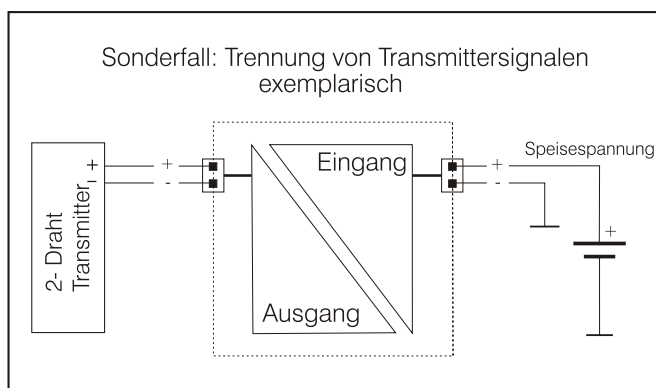 Sonderfall: Trennung von Transmittersignalen
exemplarisch
2- Draht
Transmitter
+
-
+
-
Eingang
Ausgang
+
-
Speisespannung
+